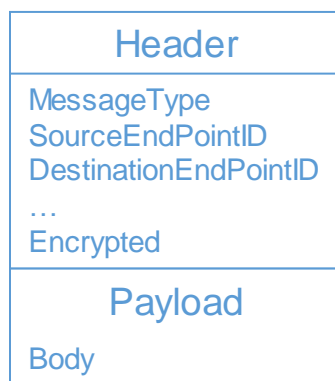 Header
MessageType
SourceEndPointID
DestinationEndPointID
…
Encrypted
Payload
Body